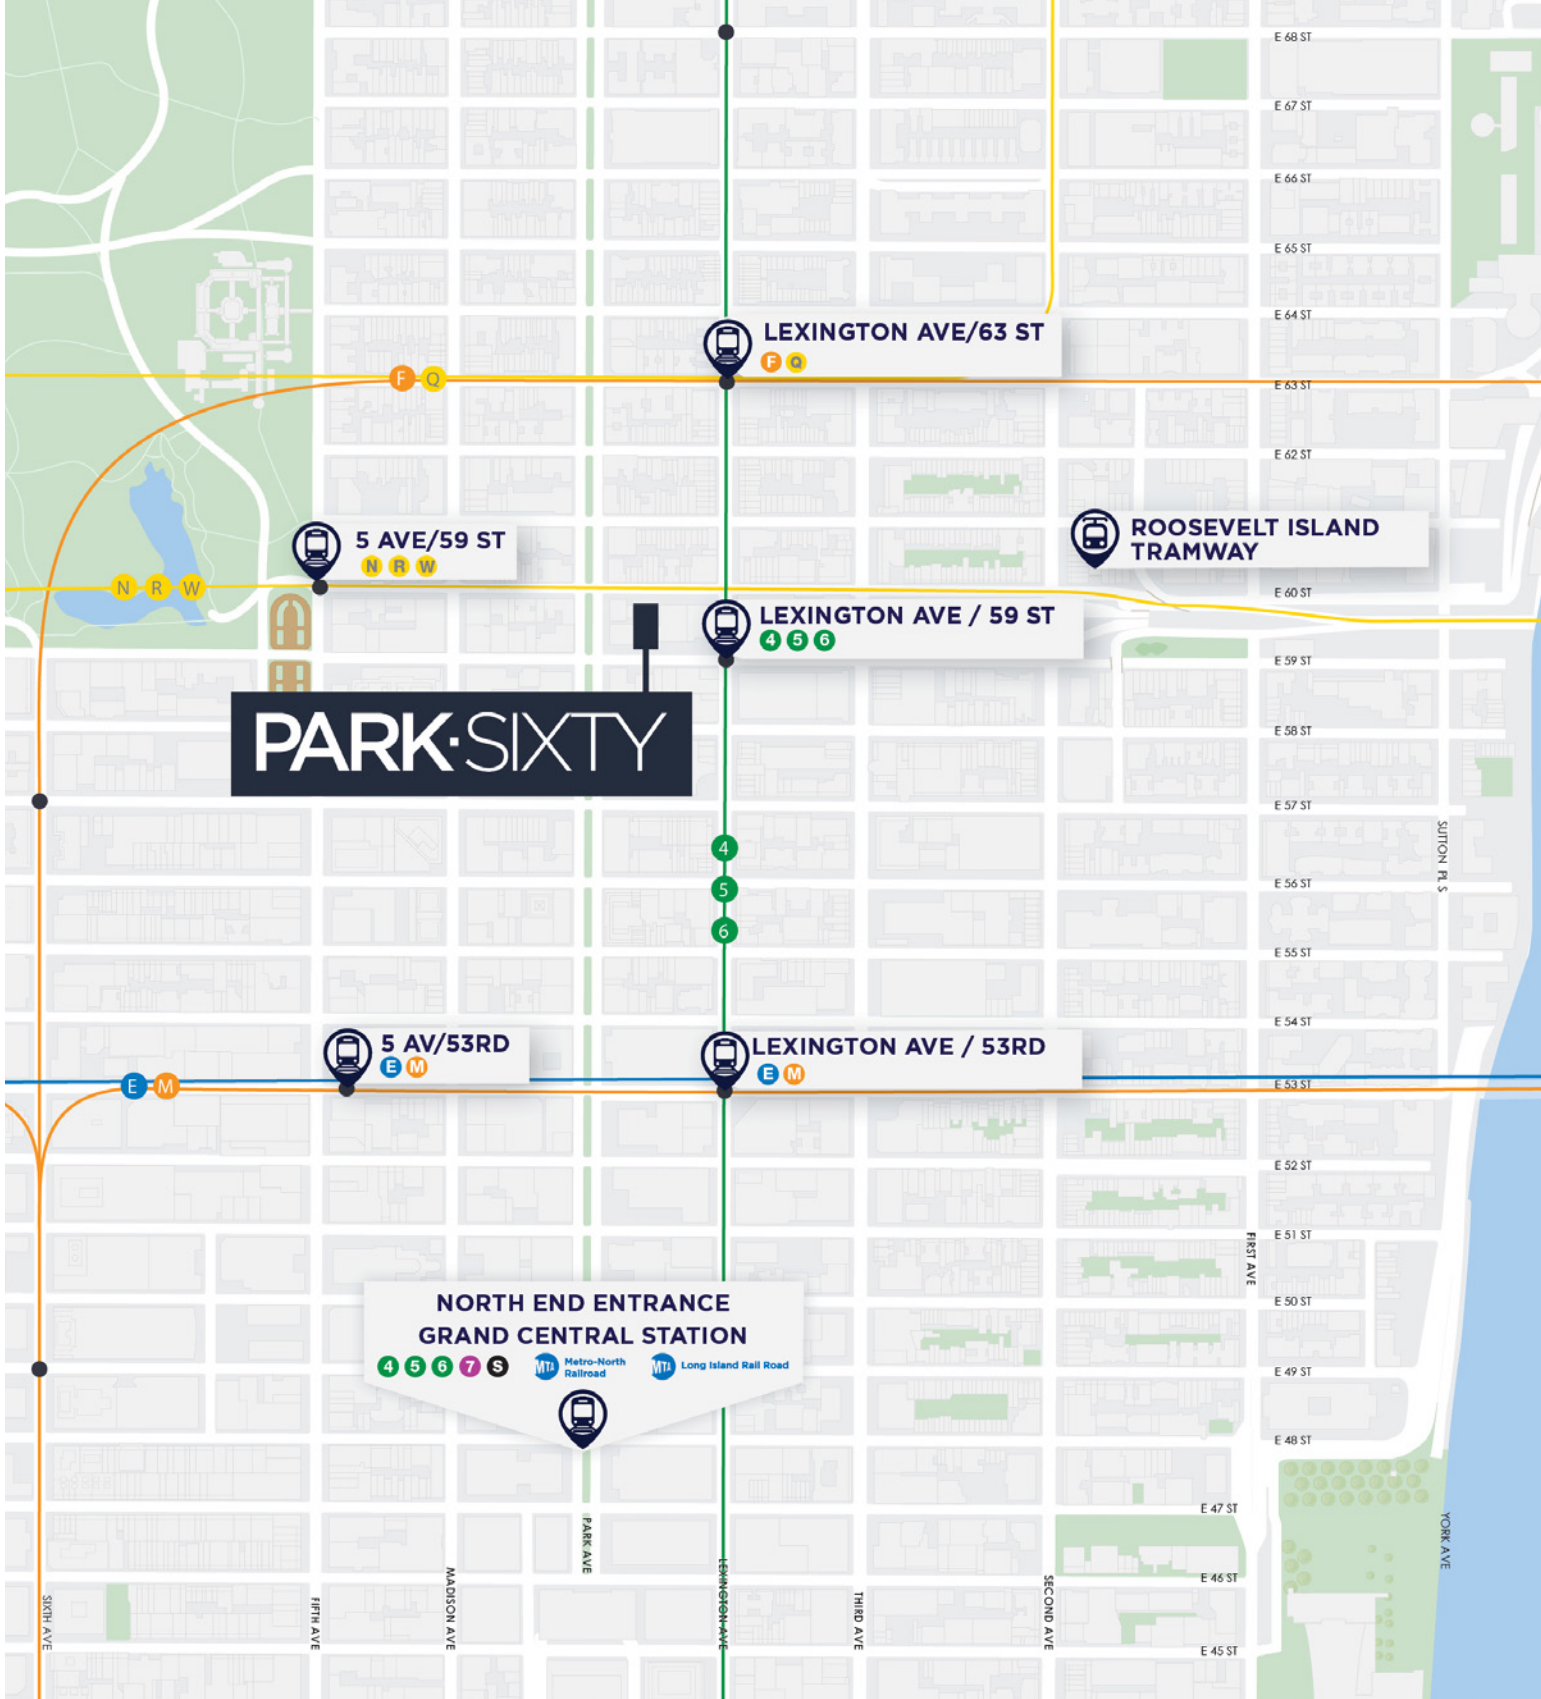 E 68 ST
E 67 ST
E 66 ST
E 65 ST
E 64 ST
LEXINGTON AVE/63 ST
F Q
F Q
E 63 ST
E 62 ST
5 AVE/59 ST
N R W
ROOSEVELT ISLAND
TRAMWAY
N R W
E 60 ST
LEXINGTON AVE / 59 ST
4 5 6
E 59 ST
PARK·SIXTY
E 58 ST
E 57 ST
SUTTON PL S
4
5
6
E 56 ST
E 55 ST
E 54 ST
5 AV/53RD
E M
LEXINGTON AVE / 53RD
E M
E M
E 53 ST
E 52 ST
E 51 ST
FIRST AVE
E 50 ST
NORTH END ENTRANCE
GRAND CENTRAL STATION
4 5 6 7 S
MTA Metro-North
Railroad
MTA Long Island Rail Road
E 49 ST
E 48 ST
E 47 ST
E 46 ST
E 45 ST
SIXTH AVE
FIFTH AVE
MADISON AVE
PARK AVE
LEXINGTON AVE
THIRD AVE
SECOND AVE
YORK AVE